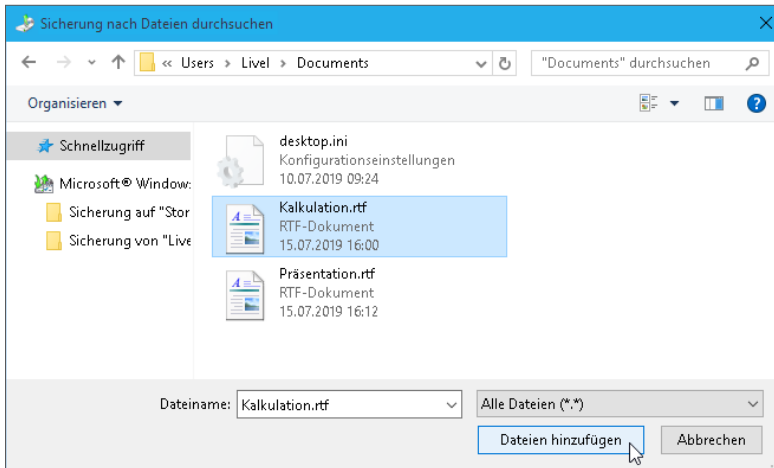 Sicherung nach Dateien durchsuchen
« Users › Livel › Documents
"Documents" durchsuchen
Organisieren
?
Schnellzugriff
Microsoft® Window:
Sicherung auf "Stor
Sicherung von "Live
desktop.ini
Konfigurationseinstellungen
10.07.2019 09:24
Kalkulation.rtf
RTF-Dokument
15.07.2019 16:00
Präsentation.rtf
RTF-Dokument
15.07.2019 16:12
Dateiname: Kalkulation.rtf
Alle Dateien (*.*)
Dateien hinzufügen
Abbrechen